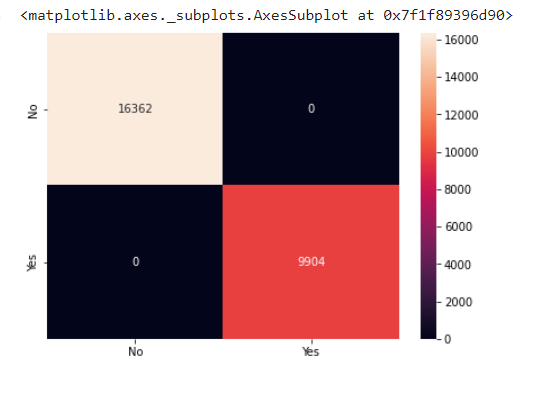 <matplotlib.axes._subplots.AxesSubplot at 0x7f1f89396d90>
16000
14000
12000
10000
8000
6000
4000
2000
0
No
16362 0
Yes
0 9904
No Yes